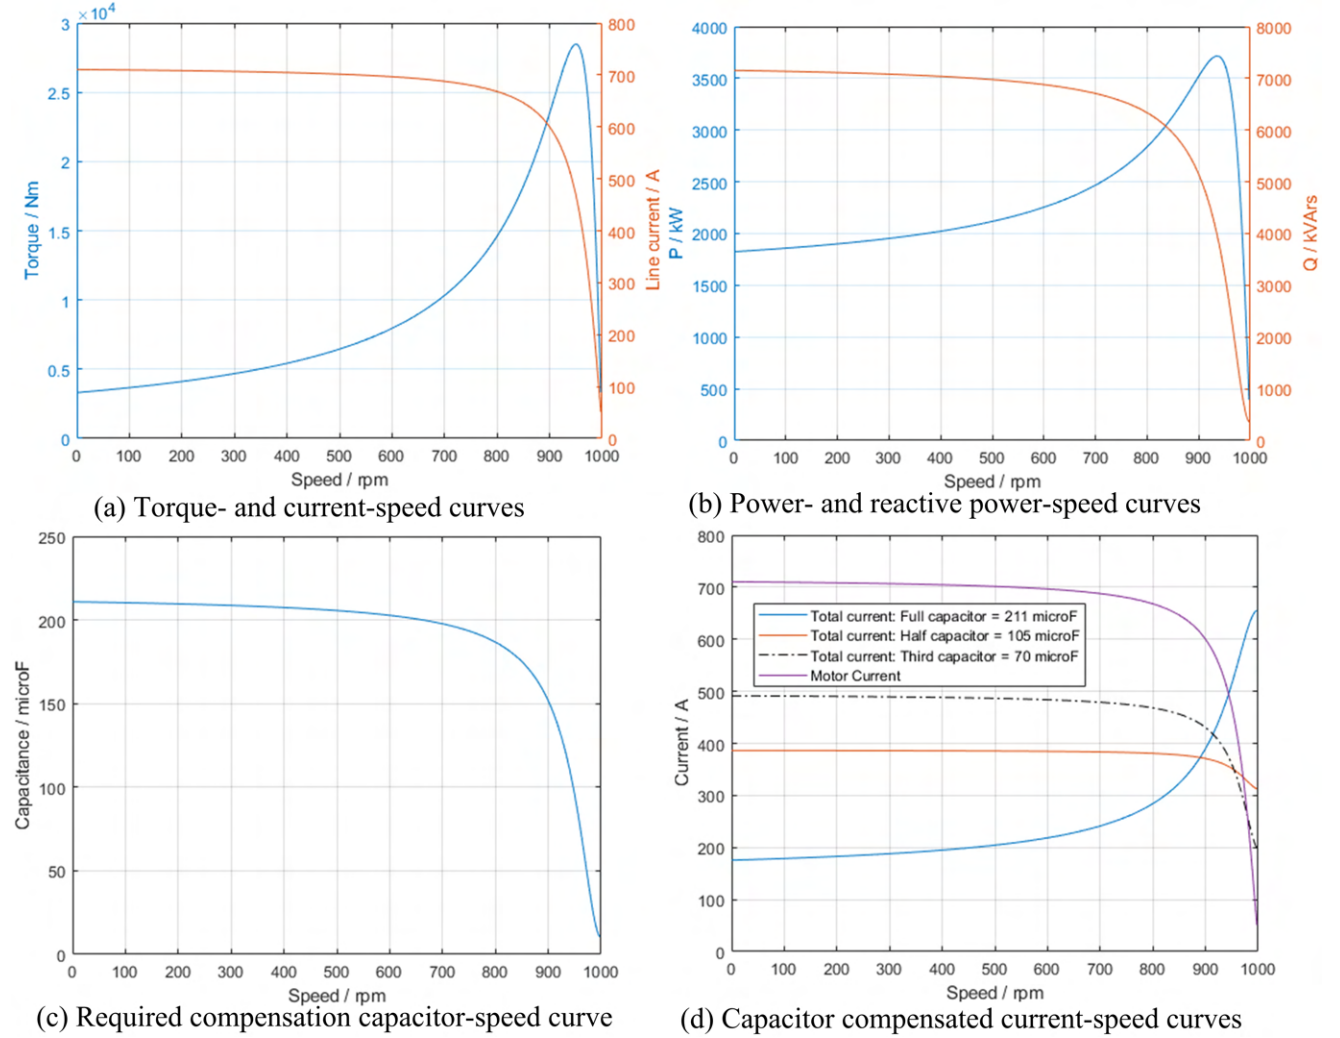 × 10⁴
3
2.5
2
1.5
1
0.5
0
Torque / Nm
800
700
600
500
400
300
200
100
0
Line current / A
0 100 200 300 400 500 600 700 800 900 1000
Speed / rpm
(a) Torque- and current-speed curves
4000
3500
3000
2500
2000
1500
1000
500
0
P / kW
8000
7000
6000
5000
4000
3000
2000
1000
0
Q / kVArs
0 100 200 300 400 500 600 700 800 900 1000
Speed / rpm
(b) Power- and reactive power-speed curves
250
200
150
100
50
0
Capacitance / microF
0 100 200 300 400 500 600 700 800 900 1000
Speed / rpm
(c) Required compensation capacitor-speed curve
800
700
600
500
400
300
200
100
0
Current / A
Total current: Full capacitor = 211 microF
Total current: Half capacitor = 105 microF
Total current: Third capacitor = 70 microF
Motor Current
0 100 200 300 400 500 600 700 800 900 1000
Speed / rpm
(d) Capacitor compensated current-speed curves